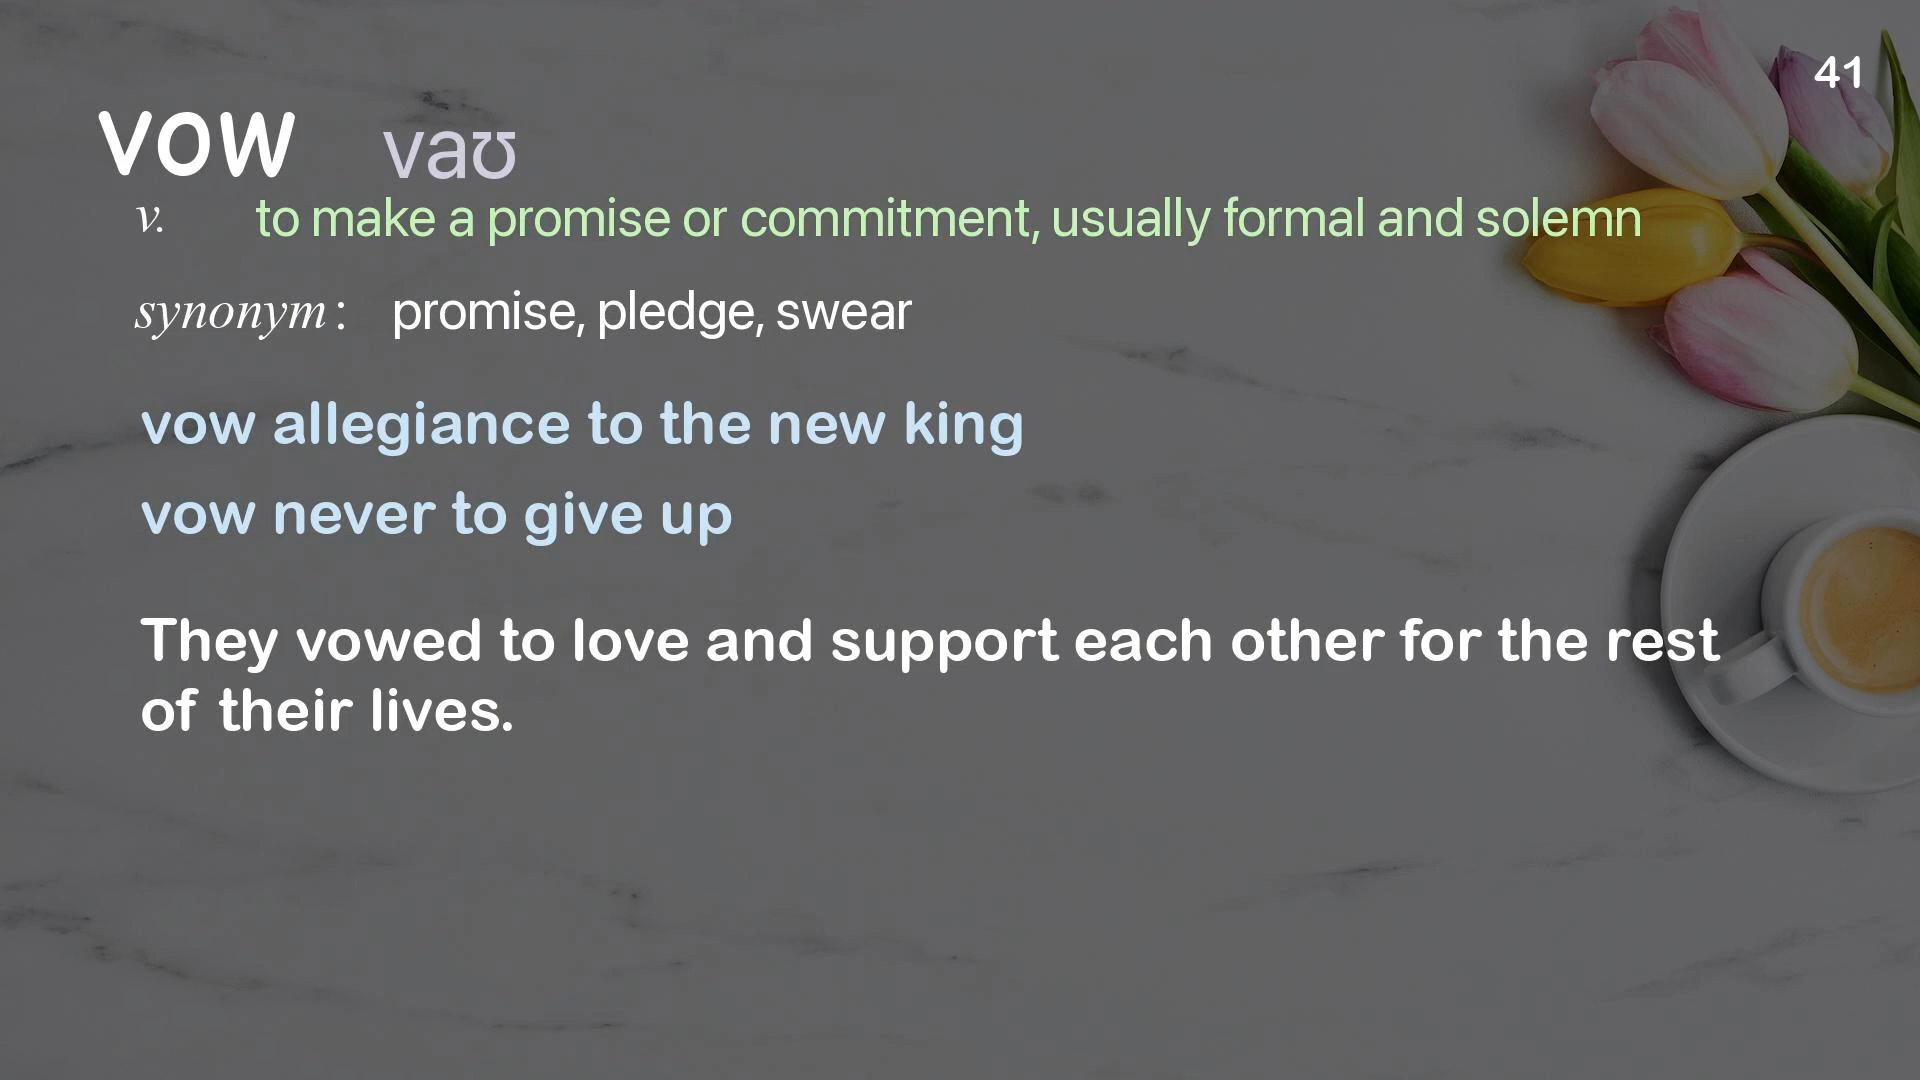 41
vow vaʊ
v. to make a promise or commitment, usually formal and solemn
synonym: promise, pledge, swear
vow allegiance to the new king
vow never to give up
They vowed to love and support each other for the rest
of their lives.